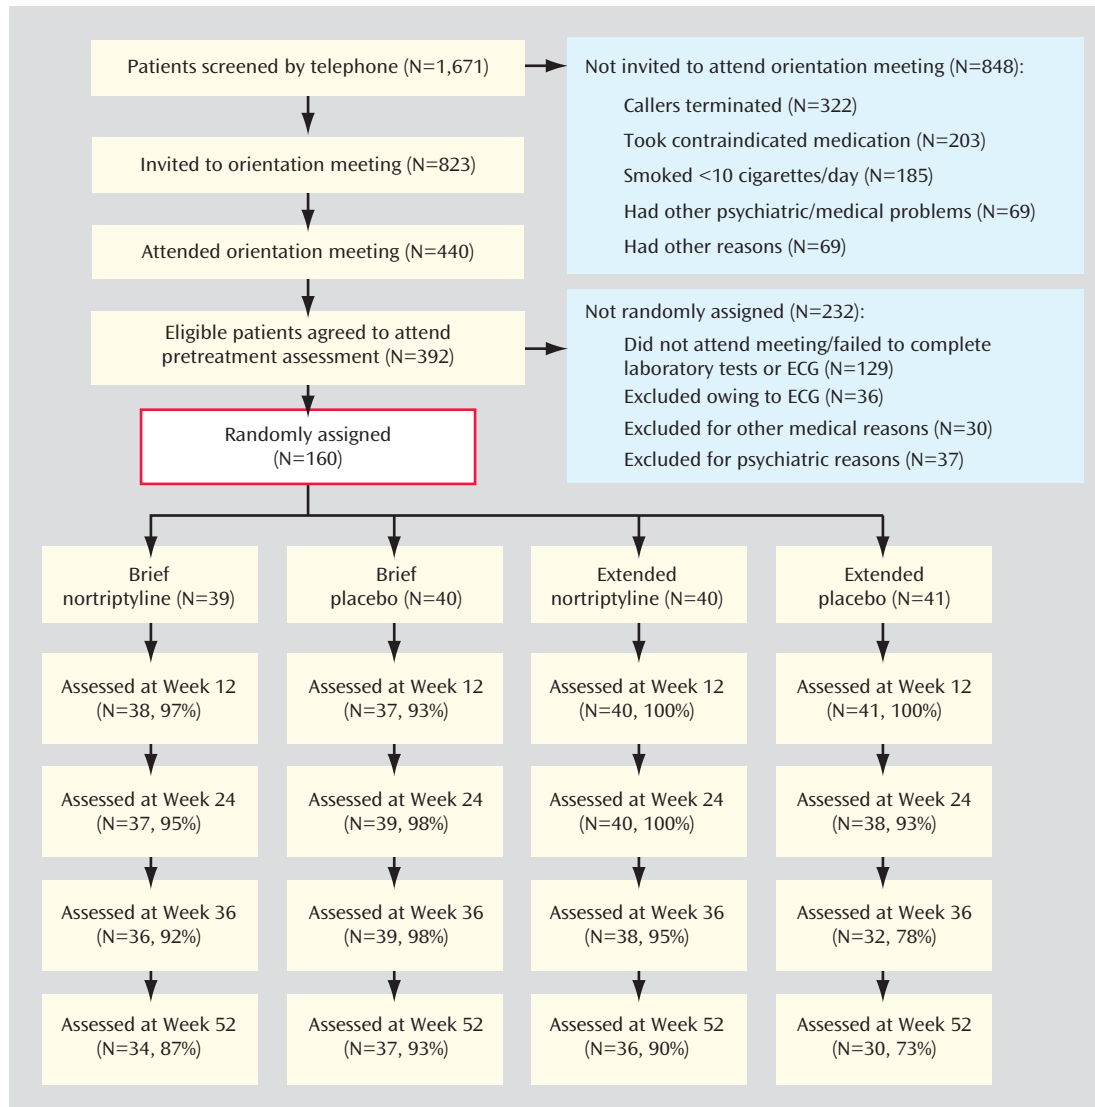 Patients screened by telephone (N=1,671)
Not invited to attend orientation meeting (N=848):
Callers terminated (N=322)
Took contraindicated medication (N=203)
Smoked <10 cigarettes/day (N=185)
Had other psychiatric/medical problems (N=69)
Had other reasons (N=69)
Invited to orientation meeting (N=823)
Attended orientation meeting (N=440)
Eligible patients agreed to attend
pretreatment assessment (N=392)
Not randomly assigned (N=232):
Did not attend meeting/failed to complete
laboratory tests or ECG (N=129)
Excluded owing to ECG (N=36)
Excluded for other medical reasons (N=30)
Excluded for psychiatric reasons (N=37)
Randomly assigned
(N=160)
Brief
nortriptyline (N=39)
Brief
placebo (N=40)
Extended
nortriptyline (N=40)
Extended
placebo (N=41)
Assessed at Week 12
(N=38, 97%)
Assessed at Week 12
(N=37, 93%)
Assessed at Week 12
(N=40, 100%)
Assessed at Week 12
(N=41, 100%)
Assessed at Week 24
(N=37, 95%)
Assessed at Week 24
(N=39, 98%)
Assessed at Week 24
(N=40, 100%)
Assessed at Week 24
(N=38, 93%)
Assessed at Week 36
(N=36, 92%)
Assessed at Week 36
(N=39, 98%)
Assessed at Week 36
(N=38, 95%)
Assessed at Week 36
(N=32, 78%)
Assessed at Week 52
(N=34, 87%)
Assessed at Week 52
(N=37, 93%)
Assessed at Week 52
(N=36, 90%)
Assessed at Week 52
(N=30, 73%)